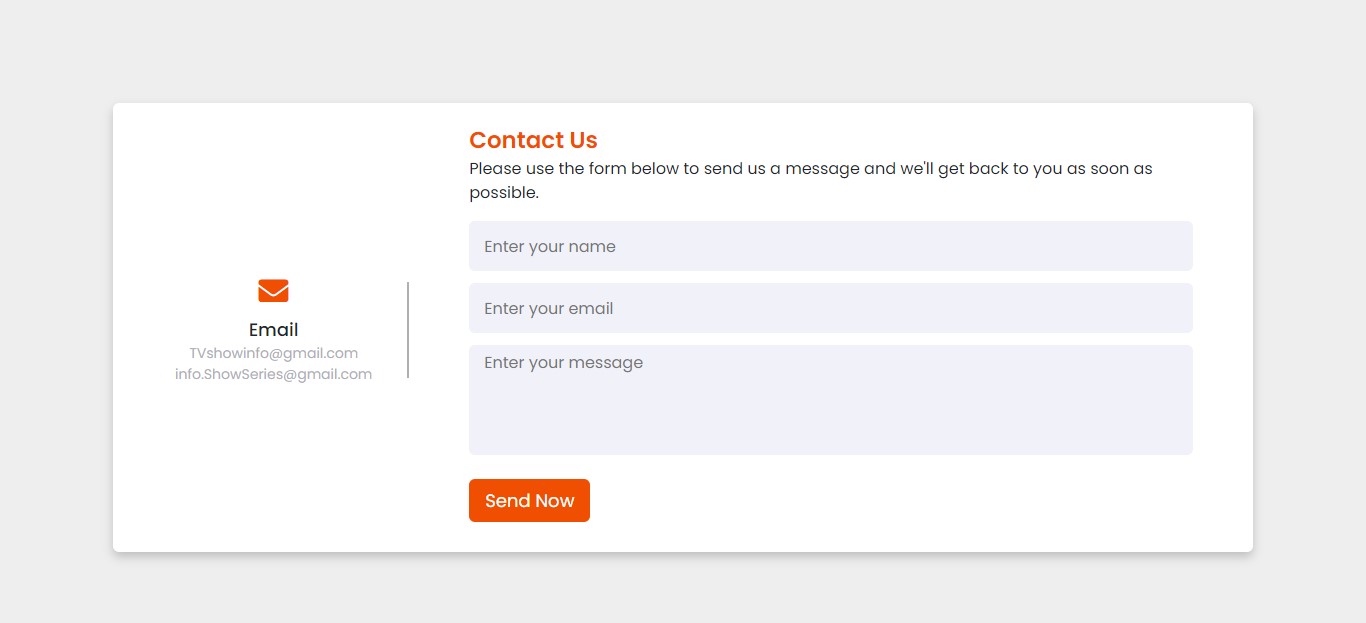 Contact Us
Please use the form below to send us a message and we'll get back to you as soon as
possible.
Enter your name
Enter your email
Enter your message
Send Now
Email
TVshowinfo@gmail.com
info.ShowSeries@gmail.com